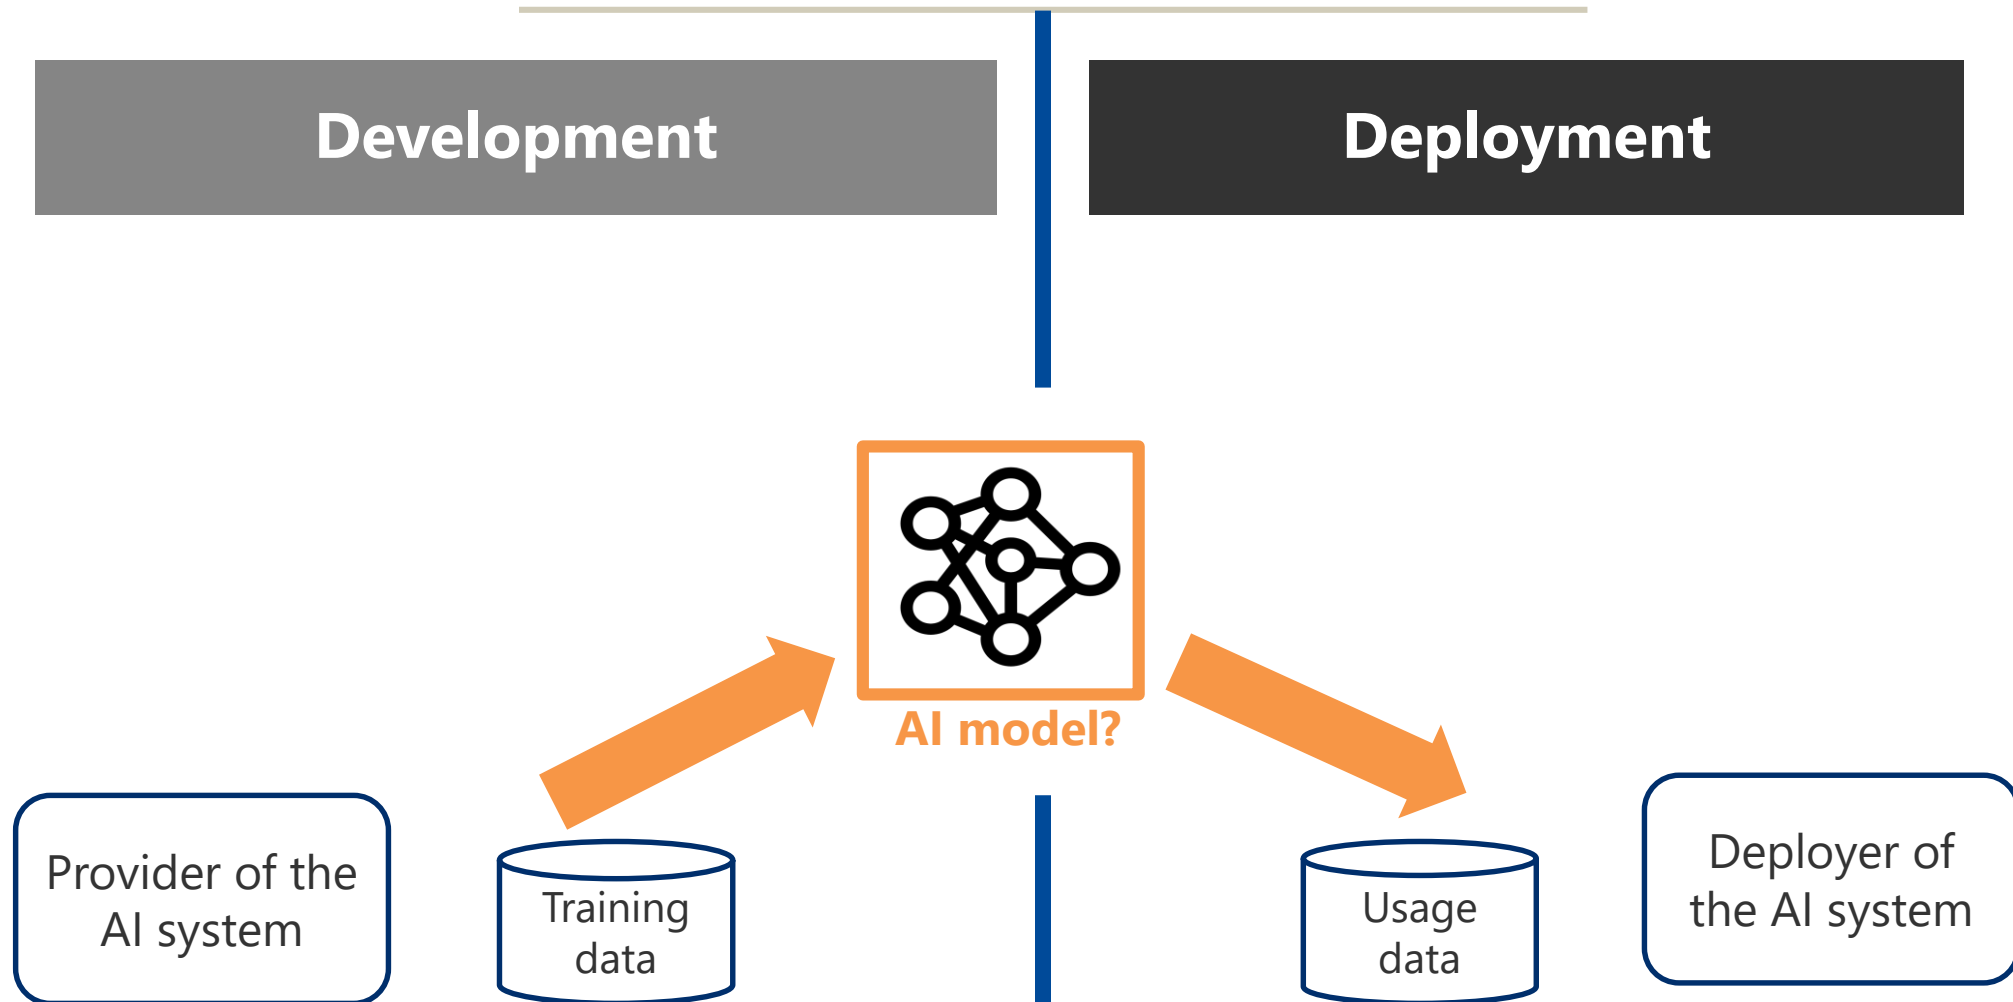 Development
Deployment
AI model?
Provider of the
AI system
Training
data
Usage
data
Deployer of
the AI system